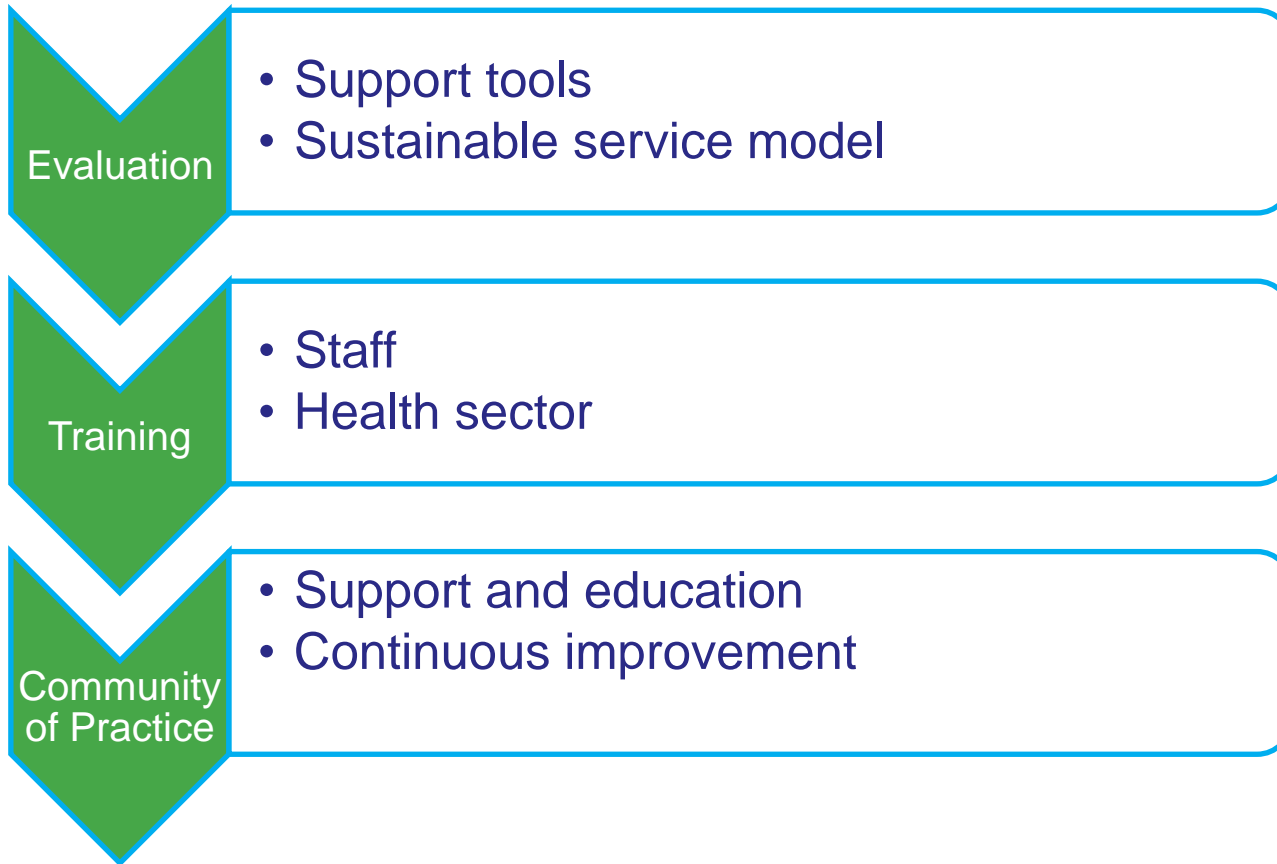 Evaluation
• Support tools
• Sustainable service model
Training
• Staff
• Health sector
Community
of Practice
• Support and education
• Continuous improvement